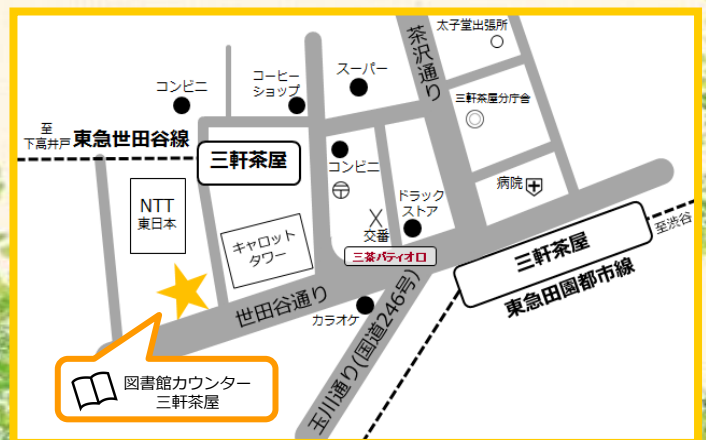 太子堂出張所
茶沢通り
スーパー
コーヒー
ショップ
コンビニ
三軒茶屋分庁舎
至
下高井戸
東急世田谷線
三軒茶屋
コンビニ
病院
NTT
東日本
ドラック
ストア
交番
キャロット
タワー
三茶パティオ口
至渋谷
三軒茶屋
東急田園都市線
世田谷通り
カラオケ
玉川通り(国道246号)
図書館カウンター
三軒茶屋